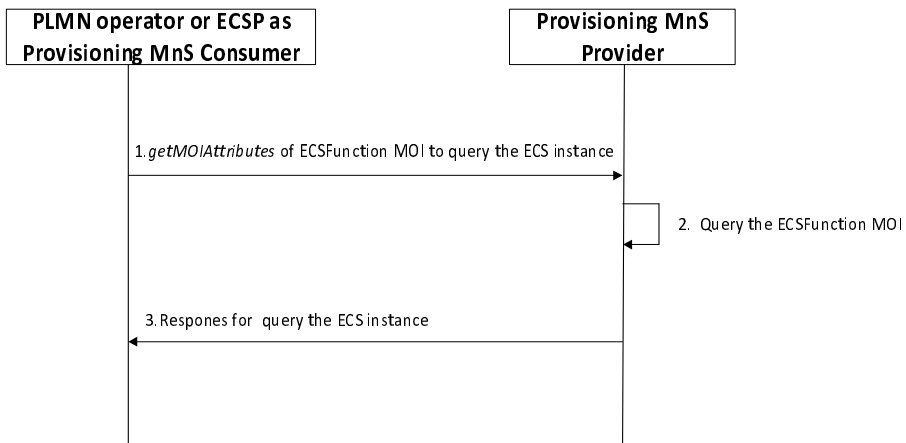 PLMN operator or ECSP as
Provisioning MnS Consumer
Provisioning MnS
Provider
1. getMOIAttributes of ECSFunction MOI to query the ECS instance
2. Query the ECSFunction MOI
3. Respones for query the ECS instance